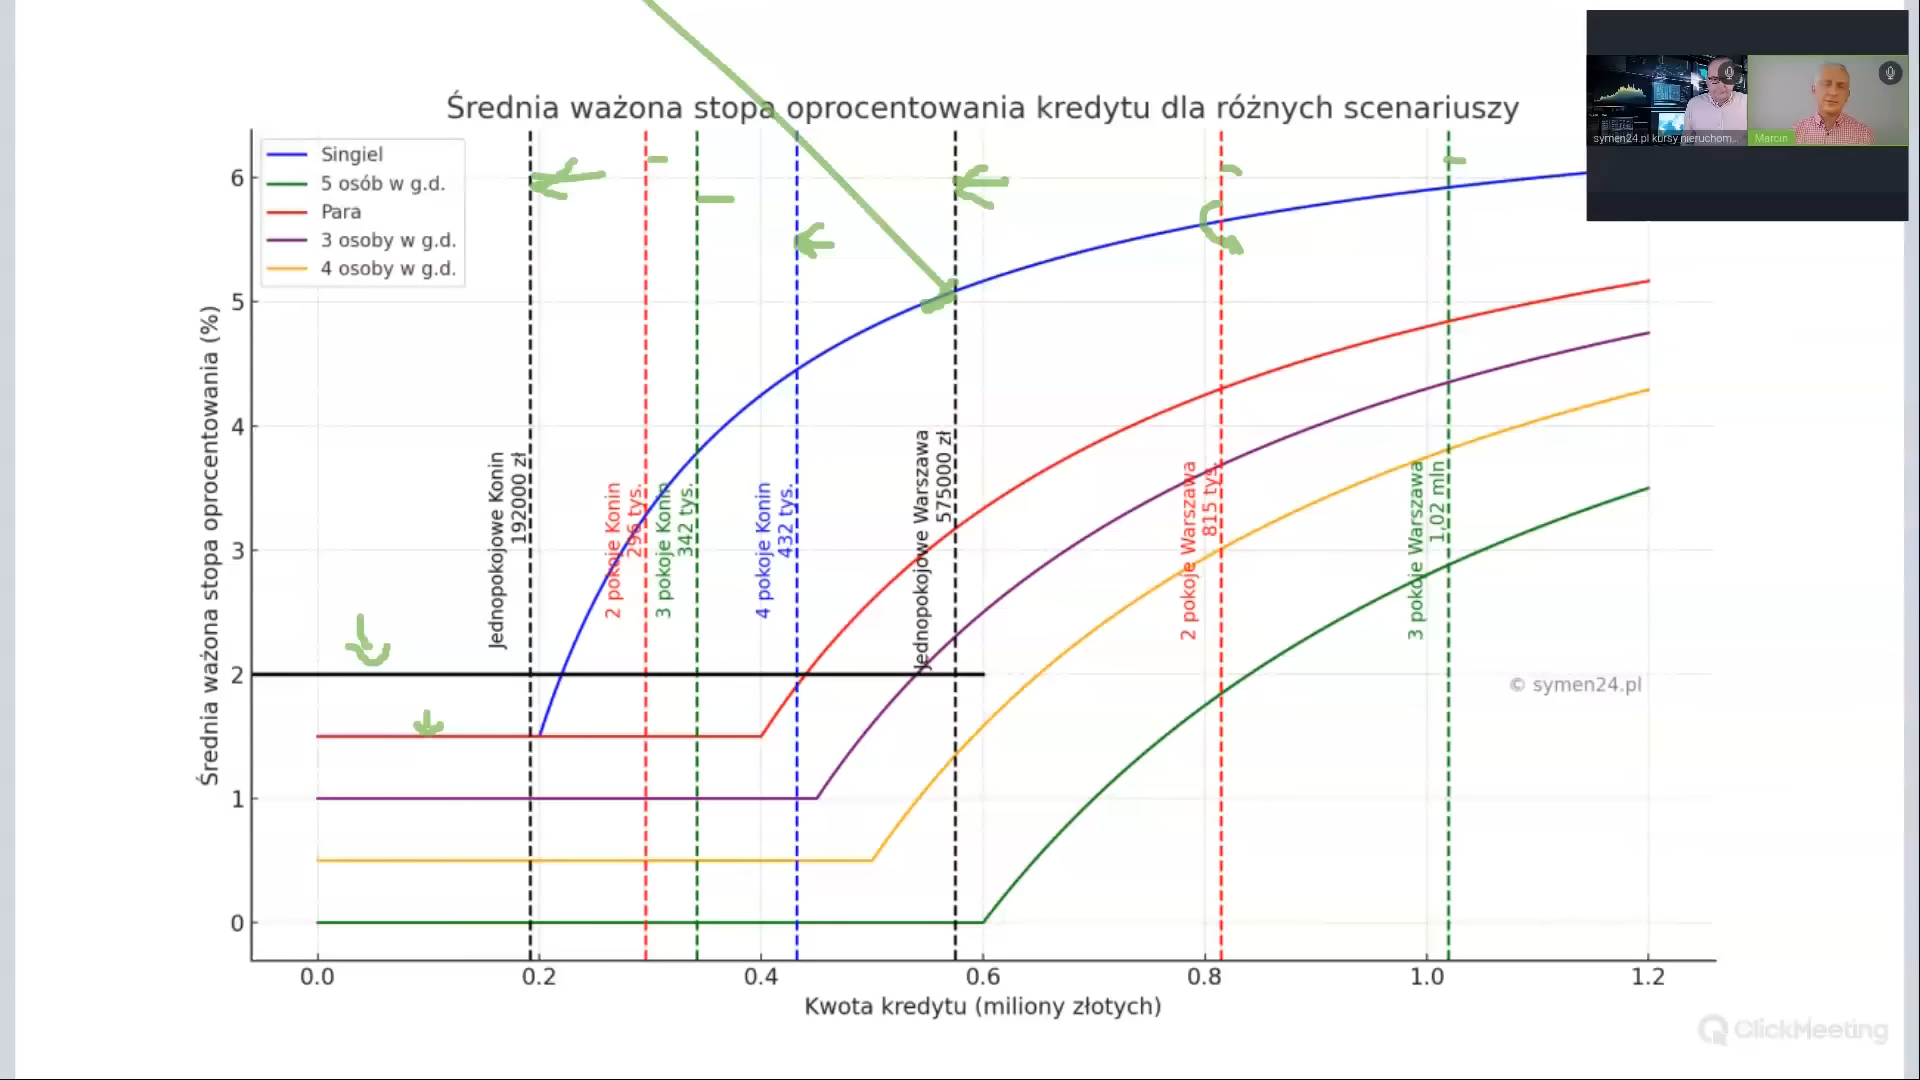 Średnia ważona stopa oprocentowania kredytu dla różnych scenariuszy
Singiel
5 osób w g.d.
Para
3 osoby w g.d.
4 osoby w g.d.
Średnia ważona stopa oprocentowania (%)
6
5
4
3
2
1
0
Jednopokojowe Konin
192000 zł
2 pokoje Konin
296 tys.
3 pokoje Konin
342 tys.
4 pokoje Konin
432 tys.
Jednopokojowe Warszawa
575000 zł
2 pokoje Warszawa
815 tys.
3 pokoje Warszawa
1,02 mln
© symen24.pl
0.0 0.2 0.4 0.6 0.8 1.0 1.2
Kwota kredytu (miliony złotych)
symen24.pl kursy nieruchom...
Marcin
ClickMeeting